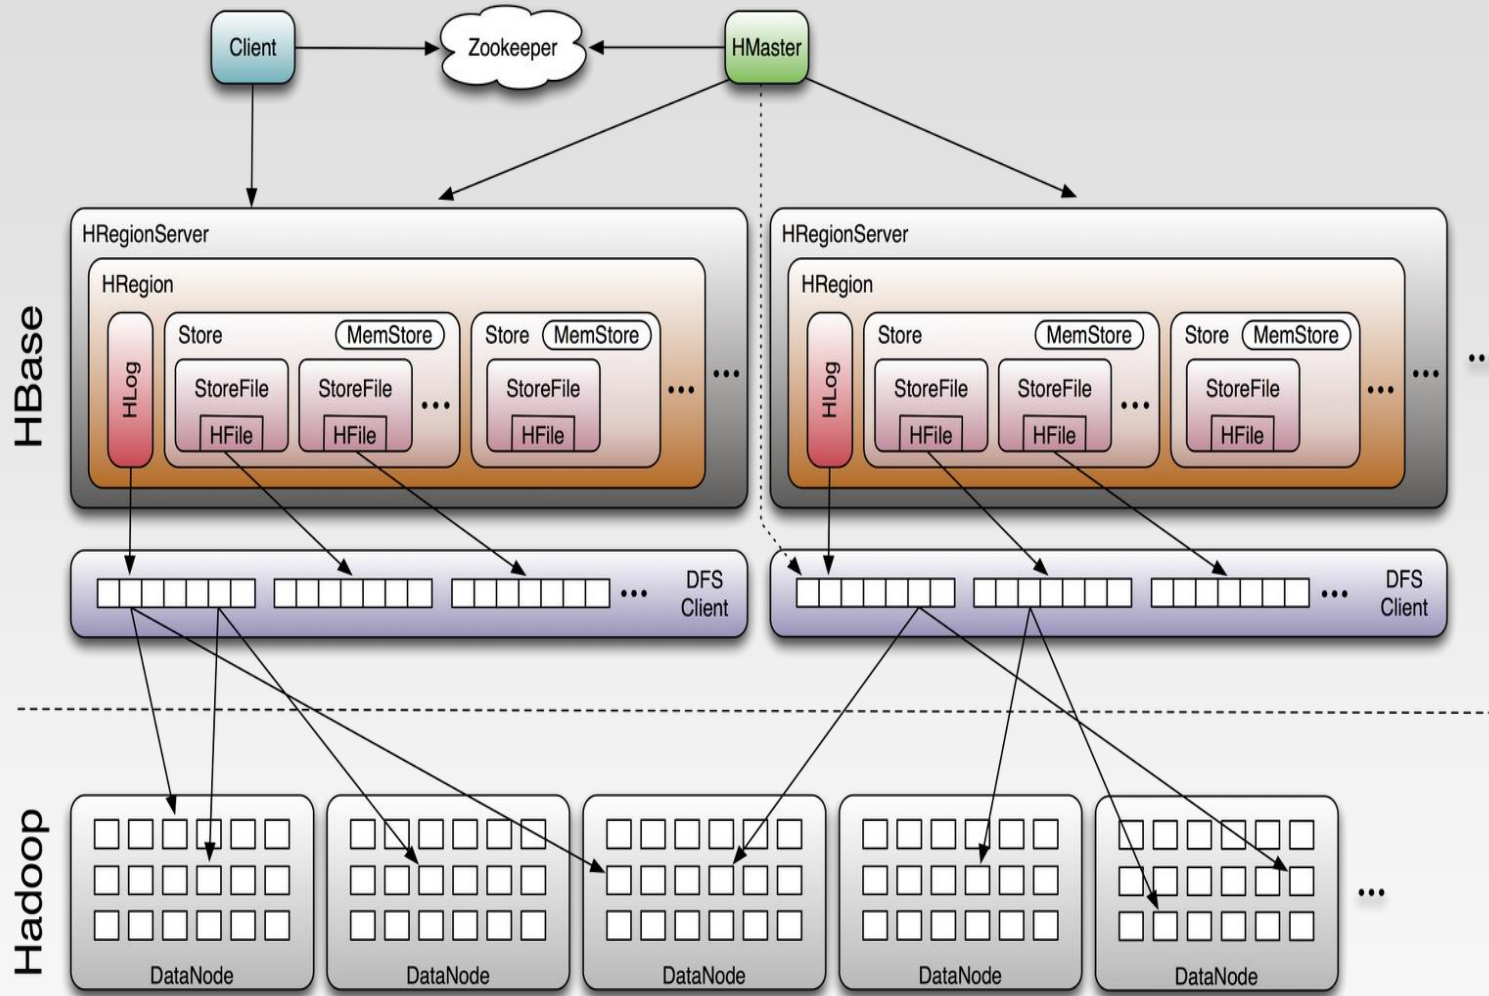 Client
Zookeeper
HMaster
HBase
HRegionServer
HRegion
HLog
Store
MemStore
StoreFile
HFile
StoreFile
HFile
...
Store
MemStore
StoreFile
HFile
...
...
HRegionServer
HRegion
HLog
Store
MemStore
StoreFile
HFile
StoreFile
HFile
...
Store
MemStore
StoreFile
HFile
...
...
..
...
DFS
Client
...
DFS
Client
Hadoop
DataNode
DataNode
DataNode
DataNode
DataNode
...